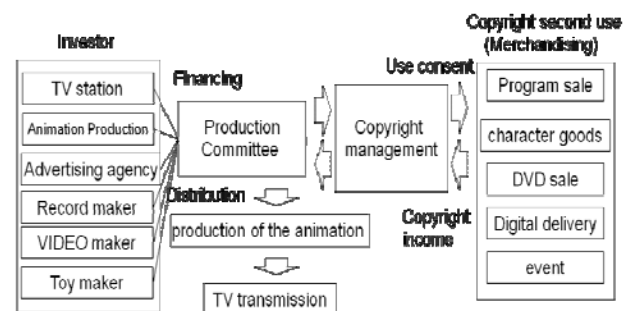 Investor
TV station
Animation Production
Advertising agency
Record maker
VIDEO maker
Toy maker
Financing
Production
Committee
Distribution
production of the animation
TV transmission
Copyright
management
Use consent
Copyright
income
Copyright second use
(Merchandising)
Program sale
character goods
DVD sale
Digital delivery
event